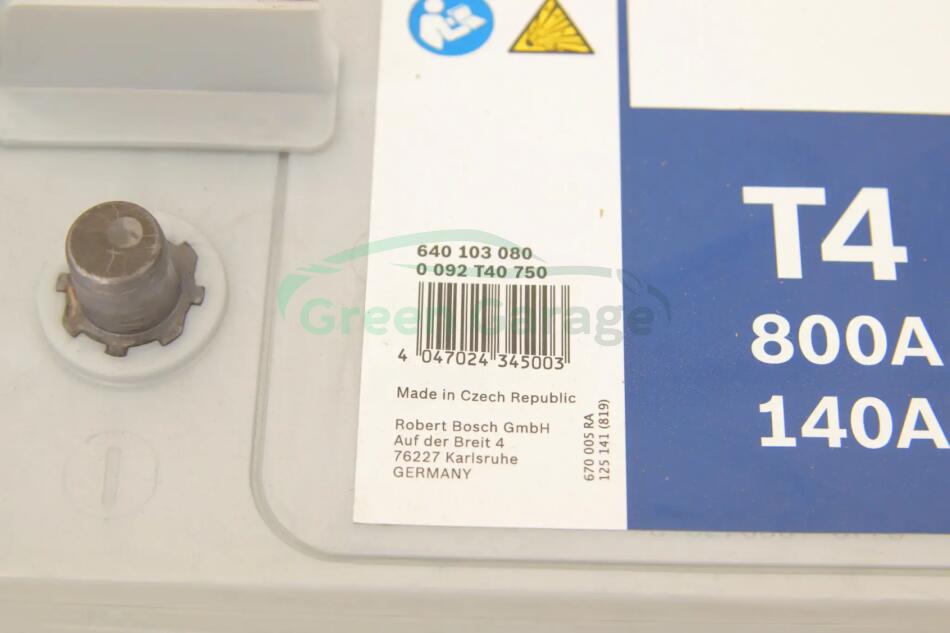 T4
800A
140A
640 103 080
0 092 T40 750
Green Garage
4 047024 345003
Made in Czech Republic
Robert Bosch GmbH
Auf der Breit 4
76227 Karlsruhe
GERMANY
670 005 RA
125 141 (819)